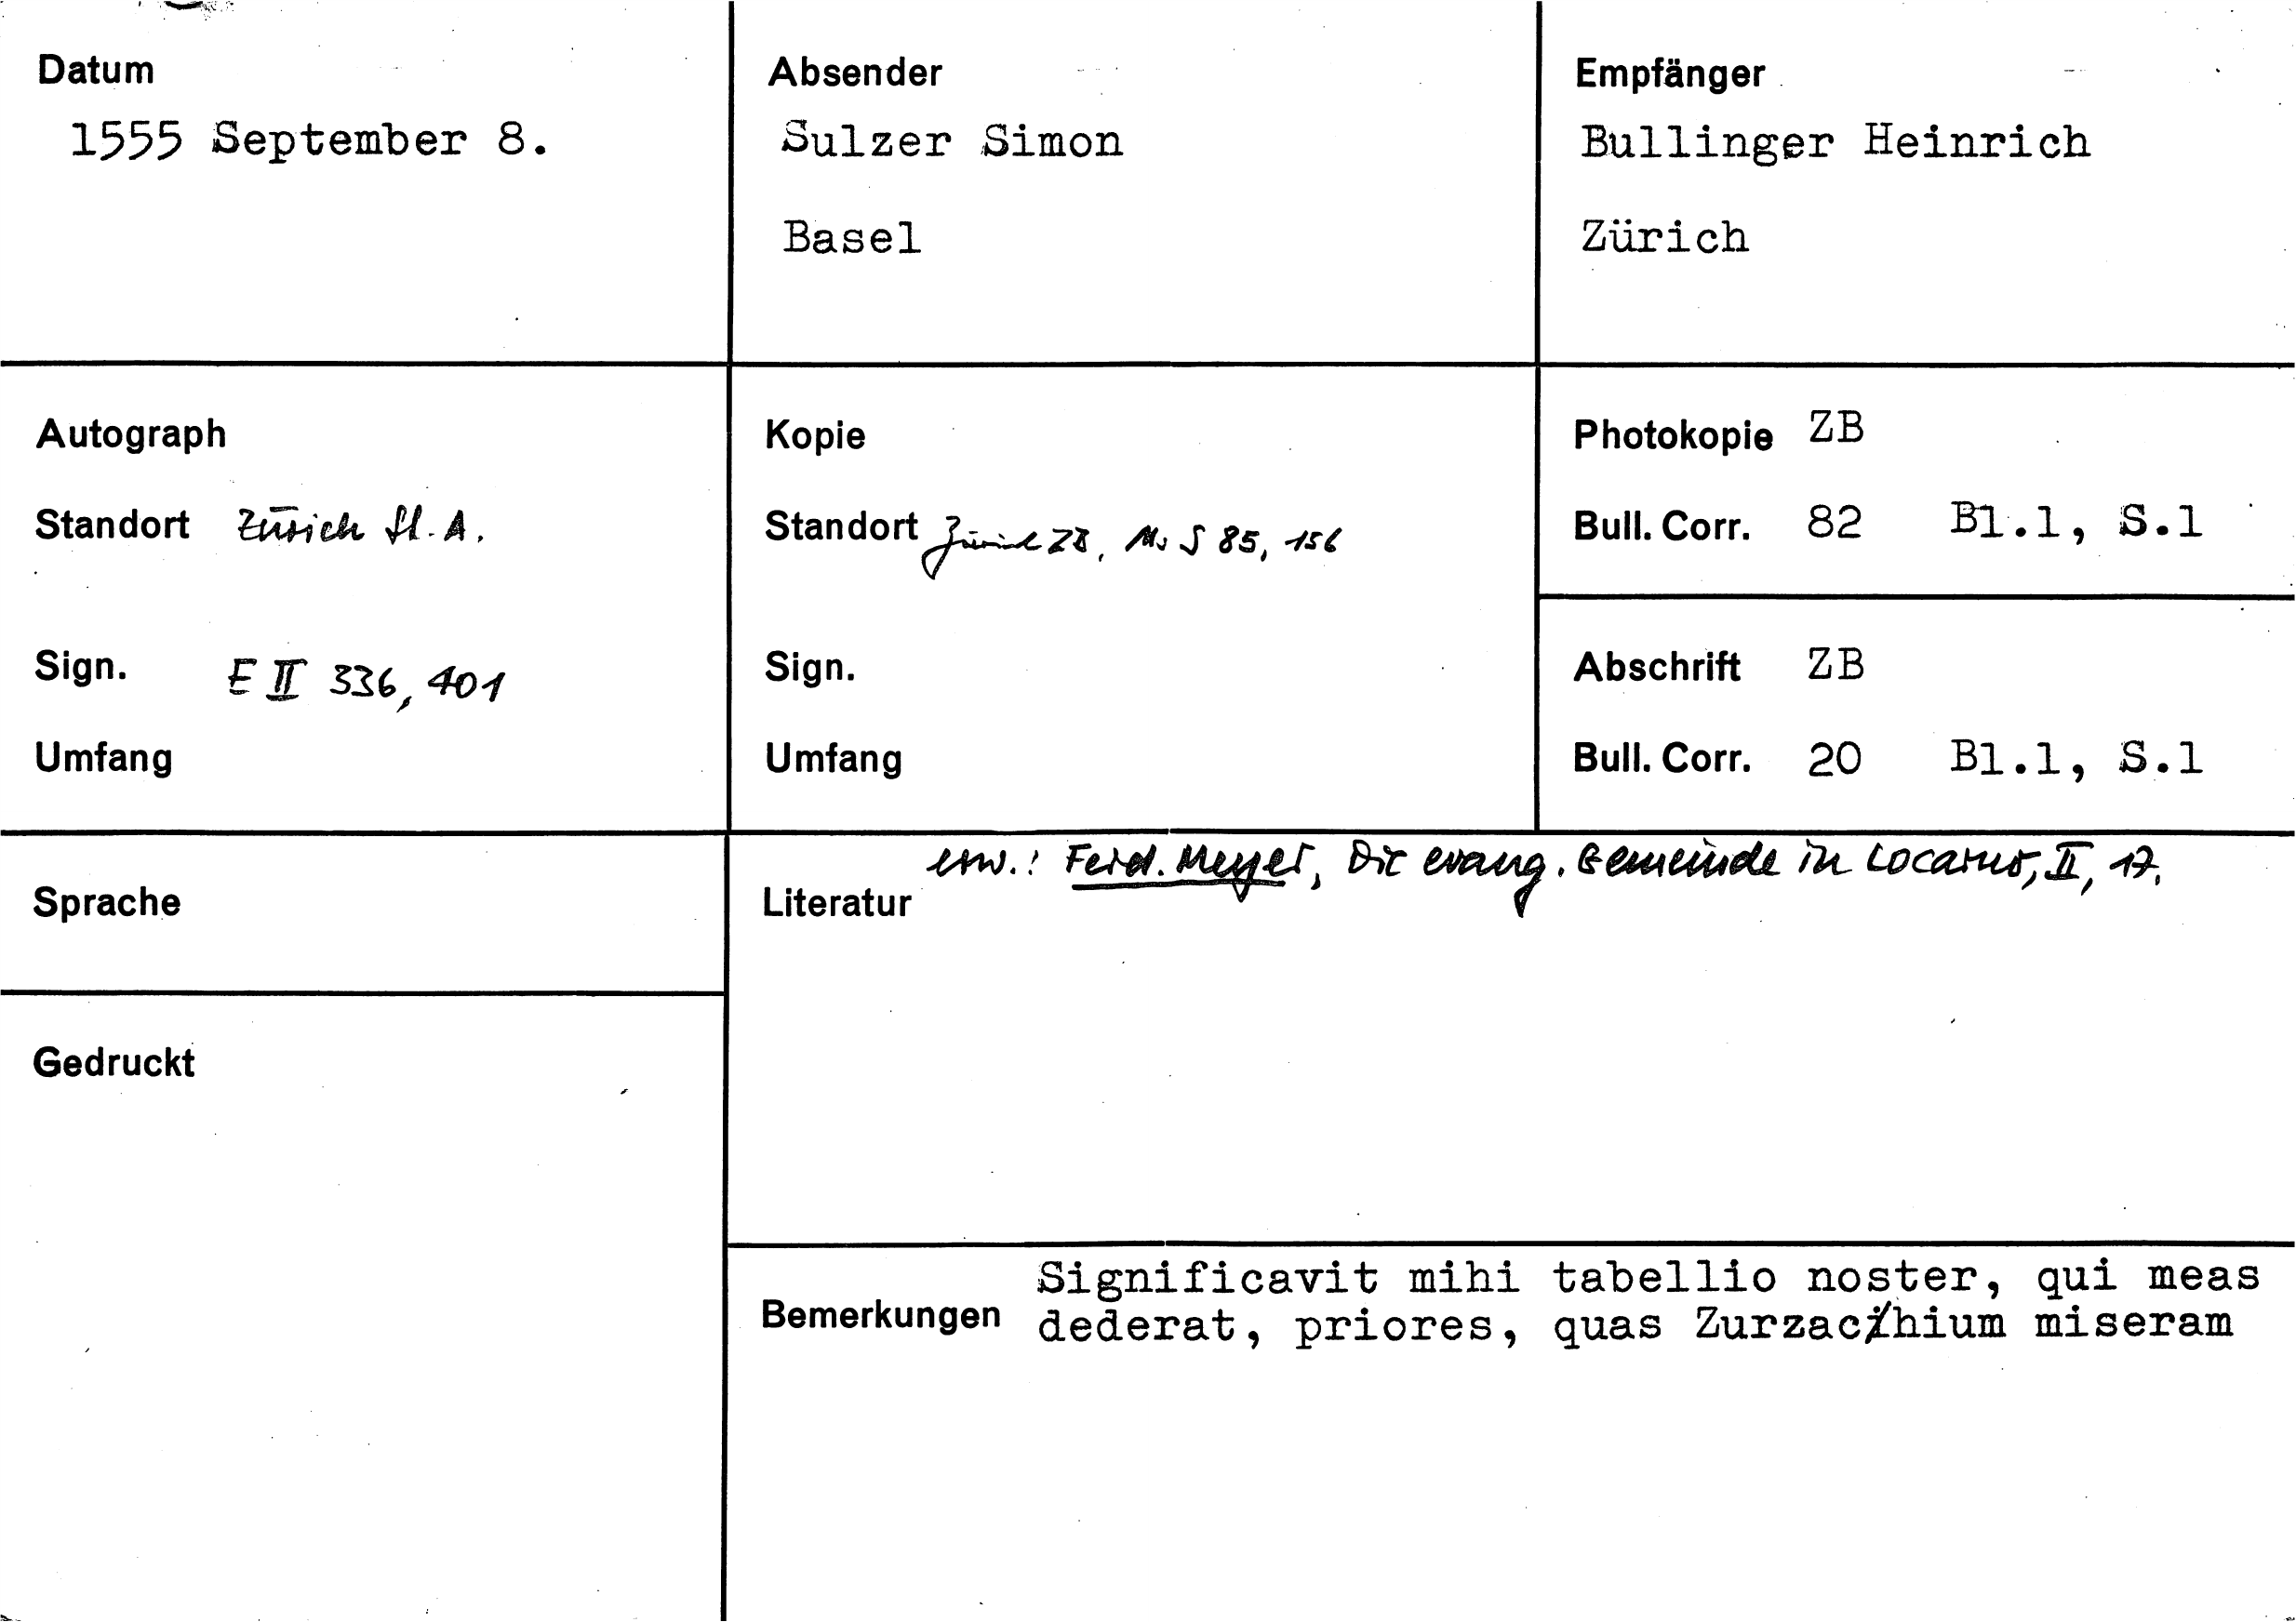 Datum
1555 September 8.
Absender
Sulzer Simon
Basel
Empfänger
Bullinger Heinrich
Zürich
Autograph
Standort Zürich St. A.
Sign. E II 336, 401
Umfang
Kopie
Standort Zürich ZB, Ms S 85, 156
Sign.
Umfang
Photokopie ZB
Bull. Corr. 82 Bl.1, S.1
Abschrift ZB
Bull. Corr. 20 Bl.1, S.1
Sprache
Gedruckt
Literatur erw.: Ferd. Meyer, Die evang. Gemeinde in Locarno, II, 17.
Bemerkungen Significavit mihi tabellio noster, qui meas
dederat, priores, quas Zurzachium miseram